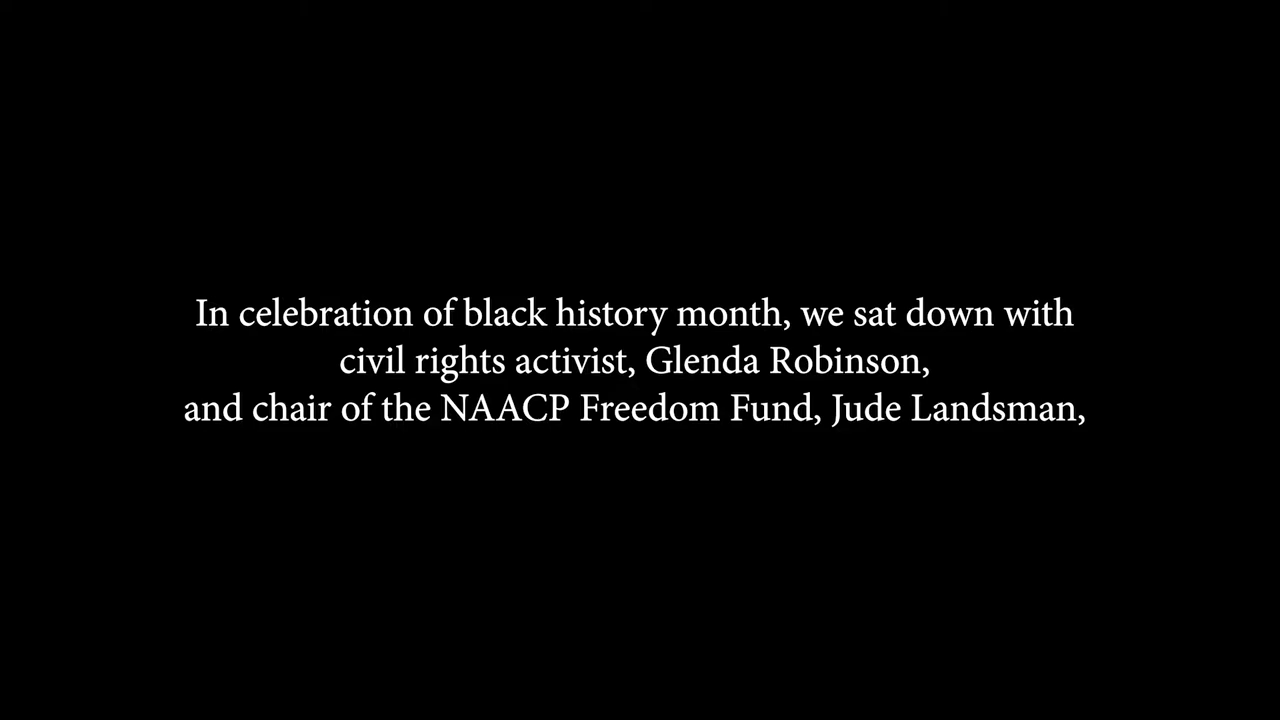 In celebration of black history month, we sat down with
civil rights activist, Glenda Robinson,
and chair of the NAACP Freedom Fund, Jude Landsman,